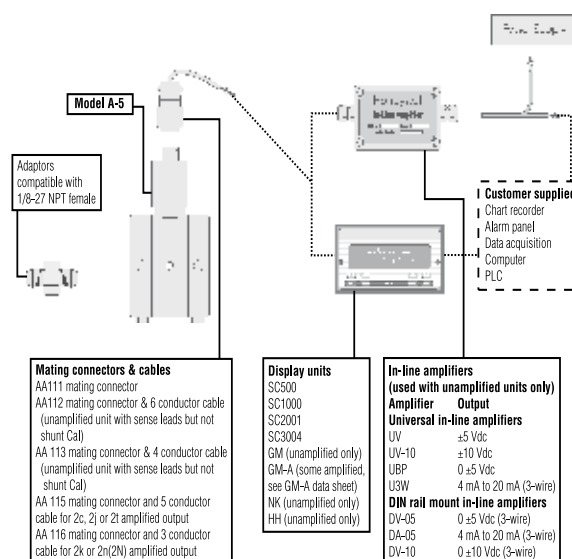 Model A-5
Honeywell
In-line amplifier
Adaptors
compatible with
1/8–27 NPT female
Customer supplied
Chart recorder
Alarm panel
Data acquisition
Computer
PLC
Mating connectors & cables
AA111 mating connector
AA112 mating connector & 6 conductor cable
(unamplified unit with sense leads but not
shunt Cal)
AA 113 mating connector & 4 conductor cable
(unamplified unit with sense leads but not
shunt Cal)
AA 115 mating connector and 5 conductor
cable for 2c, 2j or 2t amplified output
AA 116 mating connector and 3 conductor
cable for 2k or 2n(2N) amplified output
Display units
SC500
SC1000
SC2001
SC3004
GM (unamplified only)
GM-A (some amplified,
see GM-A data sheet)
NK (unamplified only)
HH (unamplified only)
In-line amplifiers
(used with unamplified units only)
Amplifier Output
Universal in-line amplifiers
UV ±5 Vdc
UV-10 ±10 Vdc
UBP 0 ±5 Vdc
U3W 4 mA to 20 mA (3-wire)
DIN rail mount in-line amplifiers
DV-05 0 ±5 Vdc (3-wire)
DA-05 4 mA to 20 mA (3-wire)
DV-10 0 ±10 Vdc (3-wire)